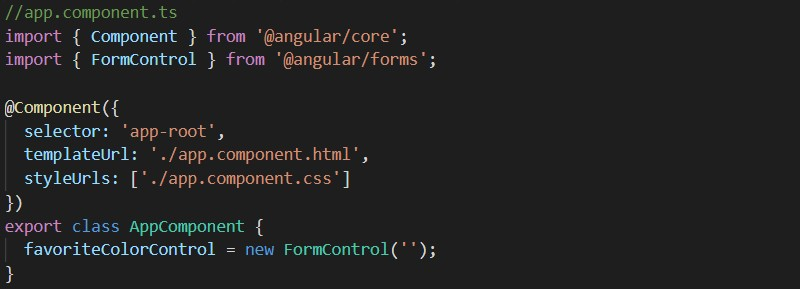 //app.component.ts
import { Component } from '@angular/core';
import { FormControl } from '@angular/forms';

@Component({
  selector: 'app-root',
  templateUrl: './app.component.html',
  styleUrls: ['./app.component.css']
})
export class AppComponent {
  favoriteColorControl = new FormControl('');
}